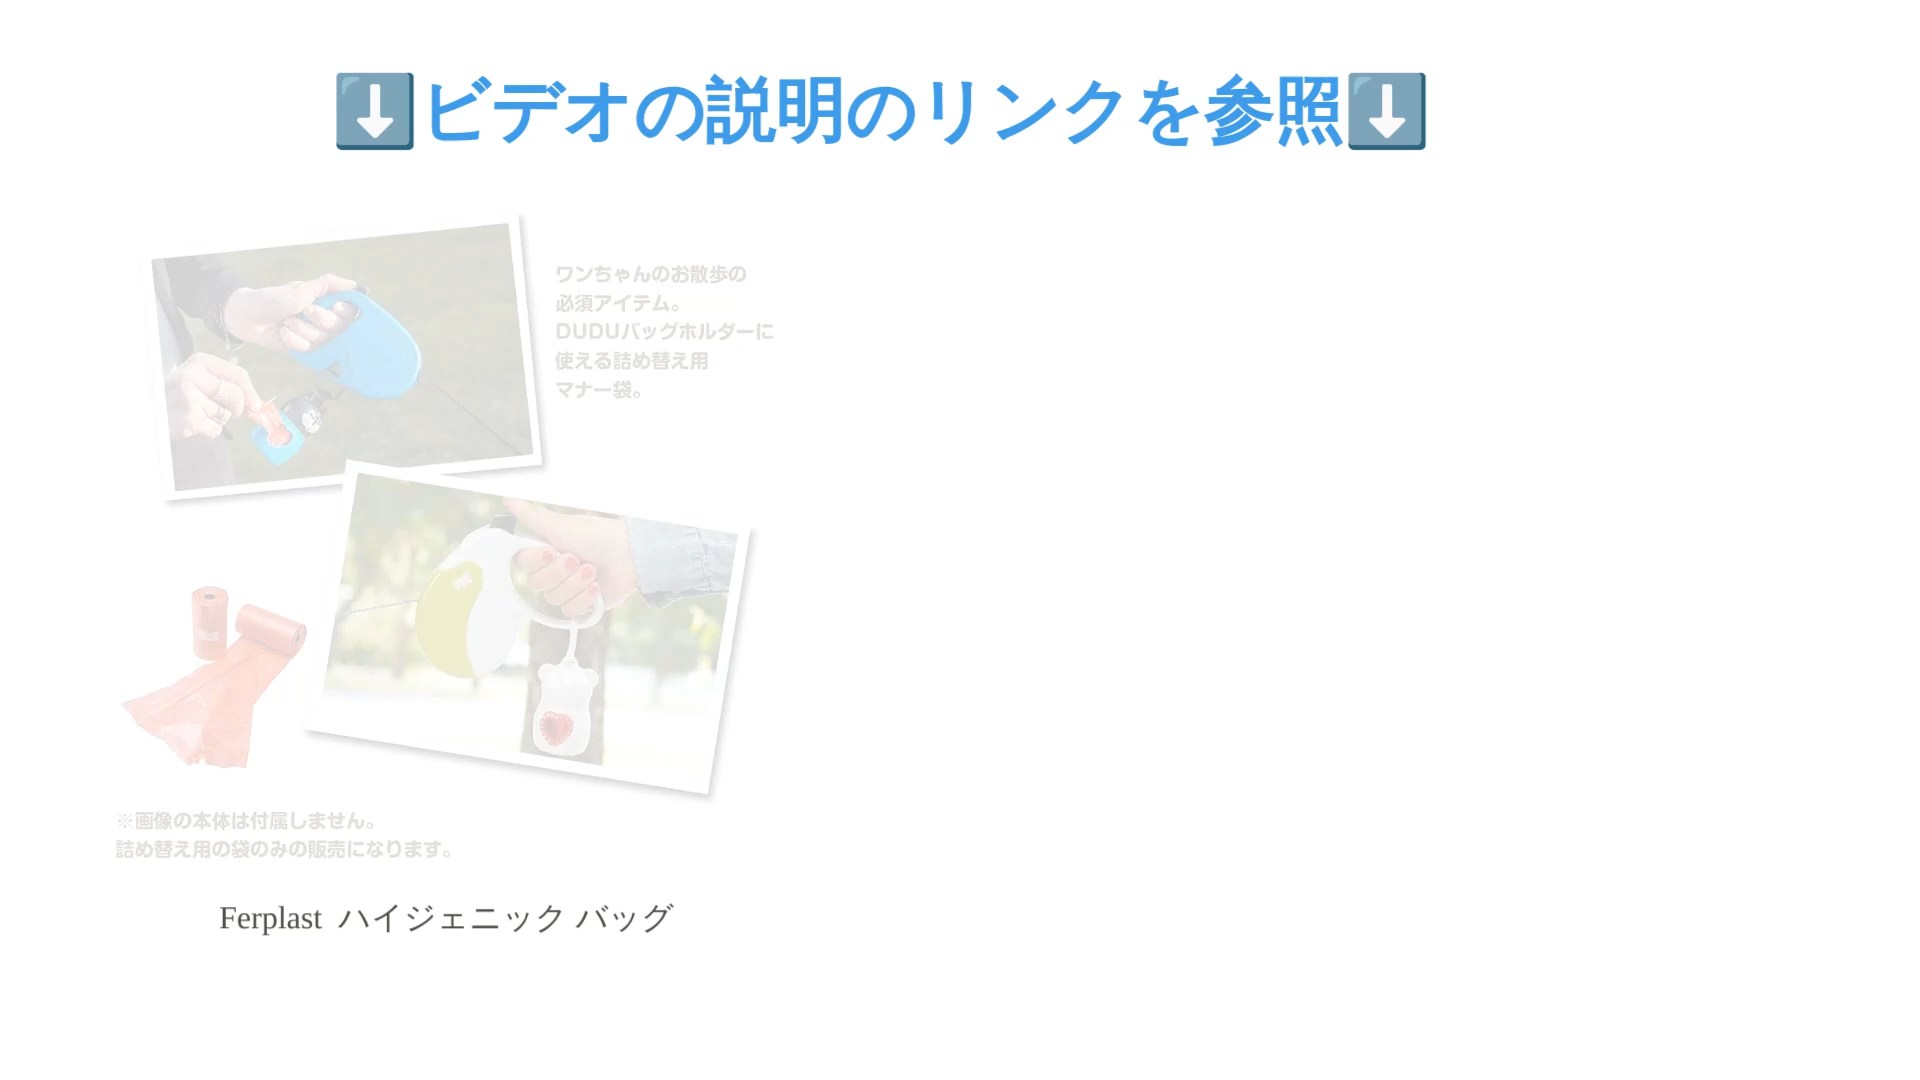 ⬇️ビデオの説明のリンクを参照⬇️
ワンちゃんのお散歩の
必須アイテム。
DUDUバッグホルダーに
使える詰め替え用
マナー袋。
※画像の本体は付属しません。
詰め替え用の袋のみの販売になります。
Ferplast ハイジェニック バッグ